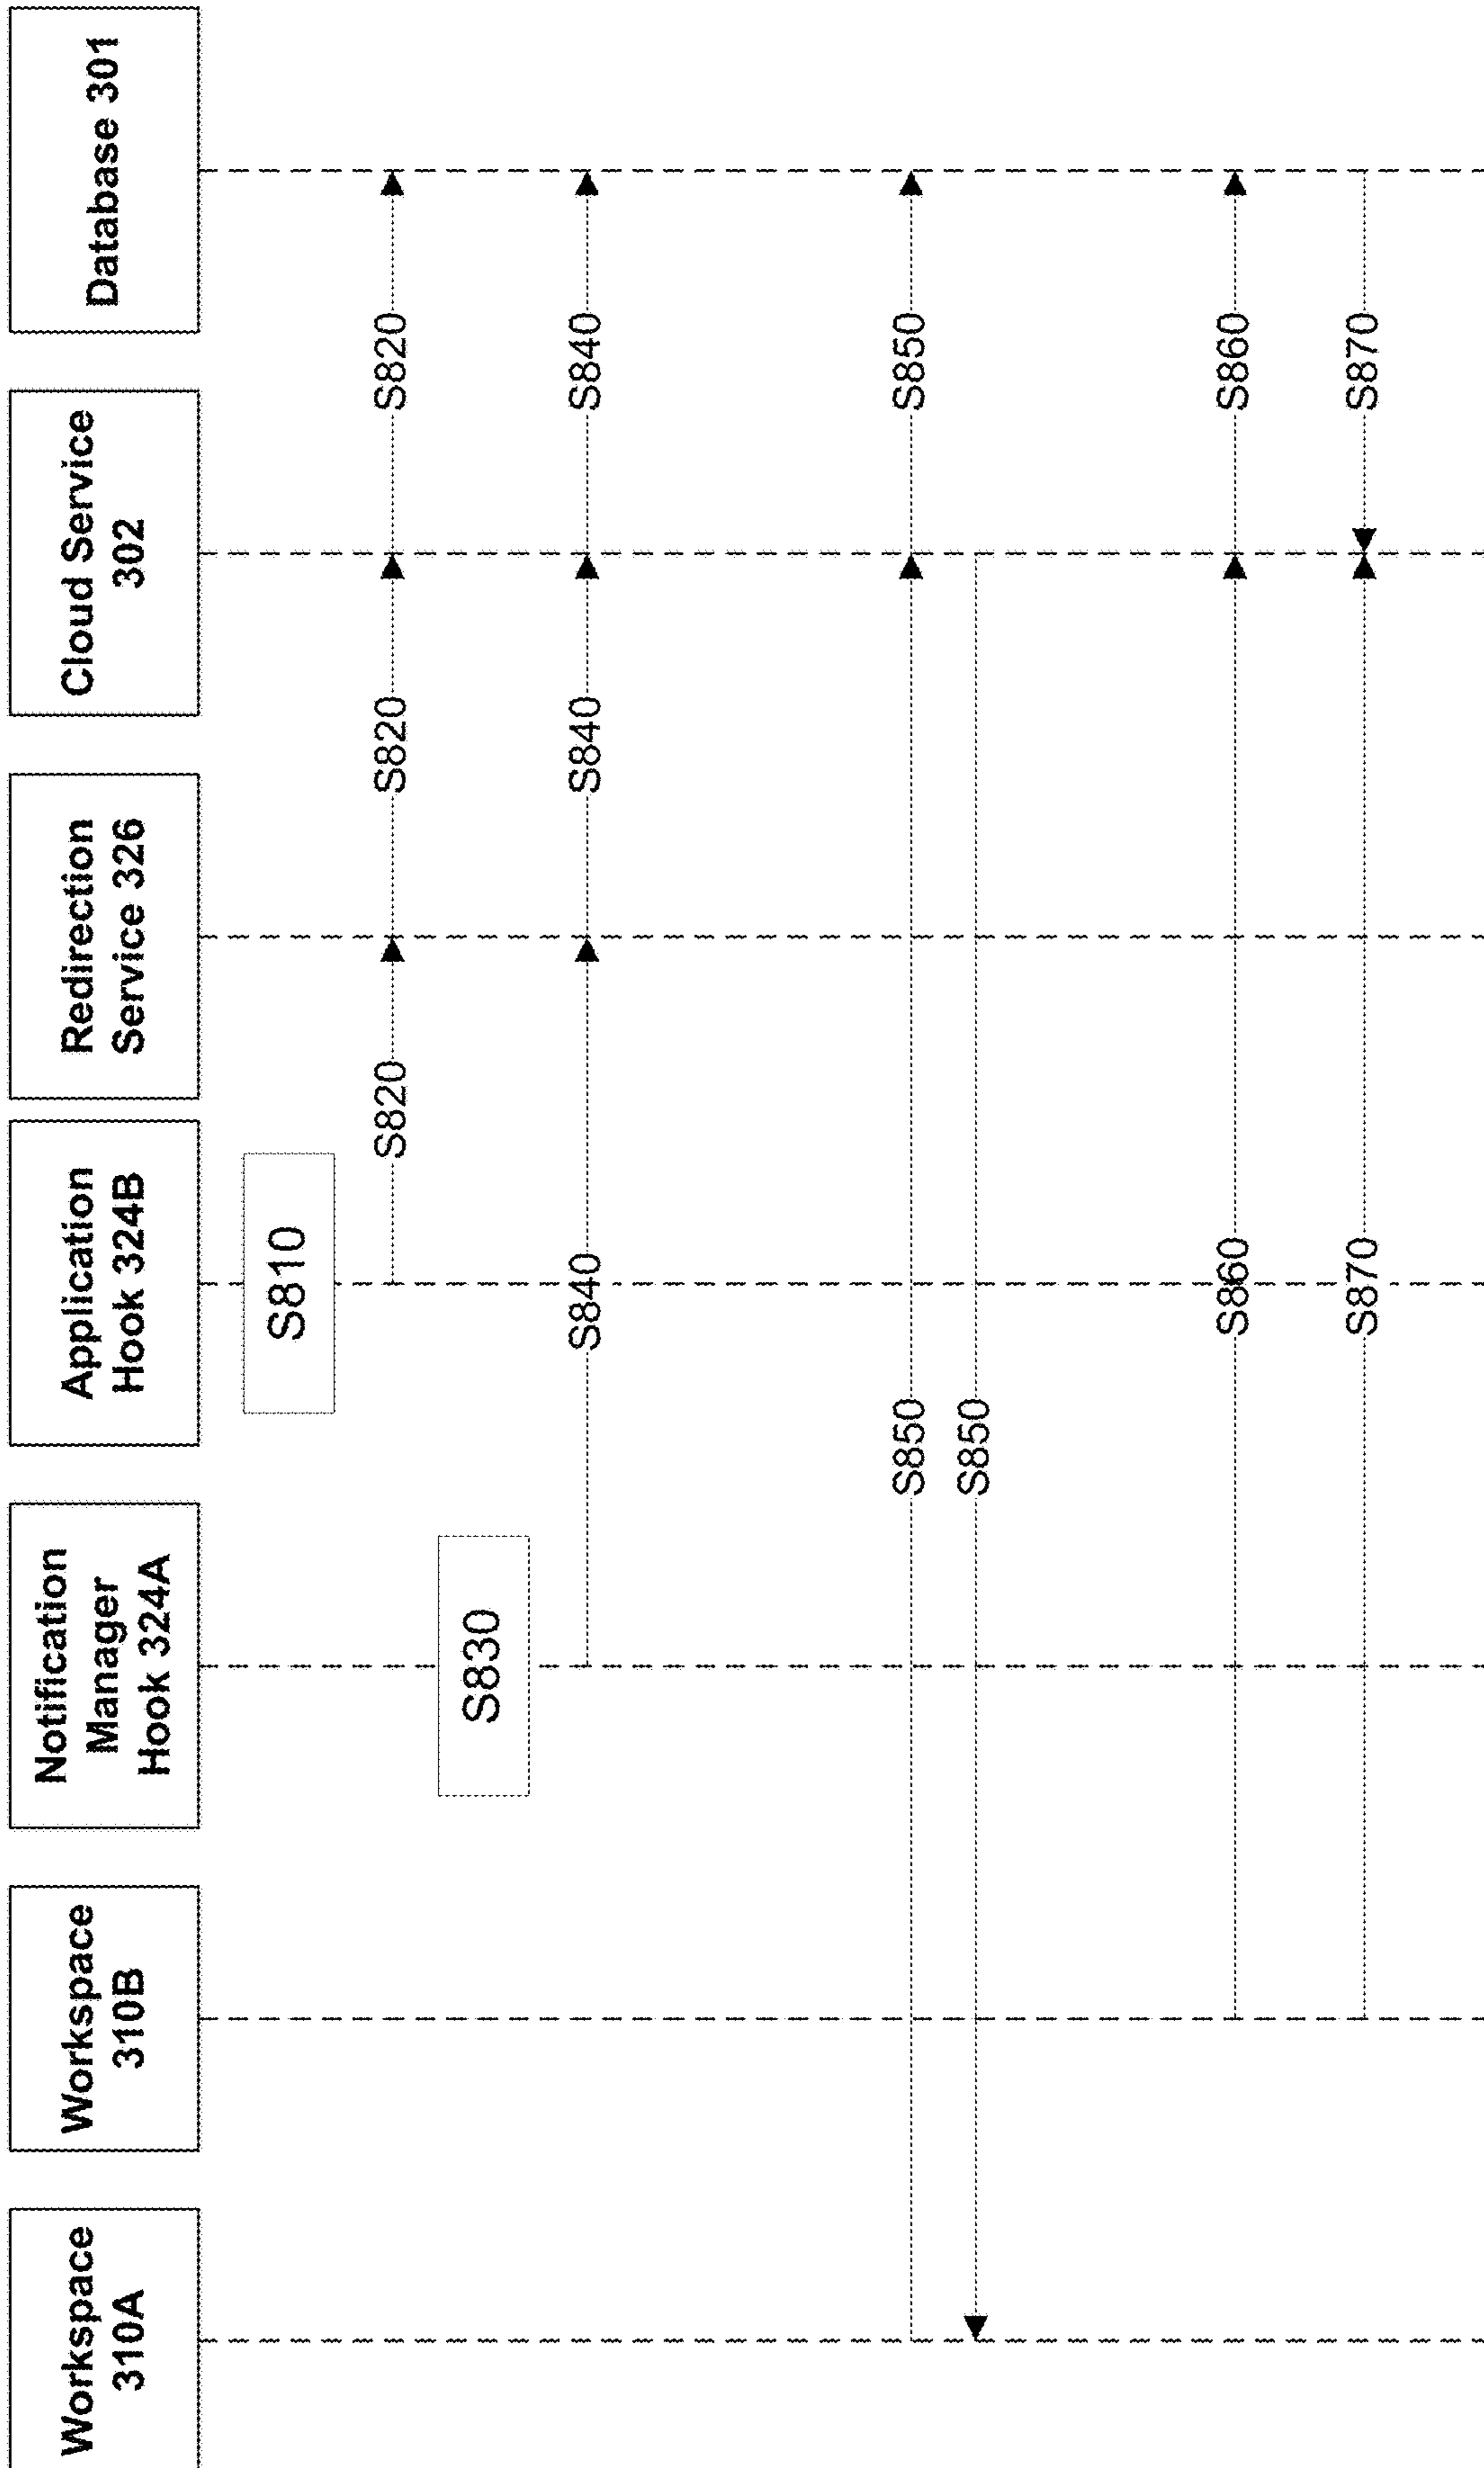 Workspace
310A
Workspace
310B
Notification
Manager
Hook 324A
Application
Hook 324B
Redirection
Service 326
Cloud Service
302
Database 301
S810
S820
S820
S820
S830
S840
S840
S840
S850
S850
S850
S860
S860
S870
S870